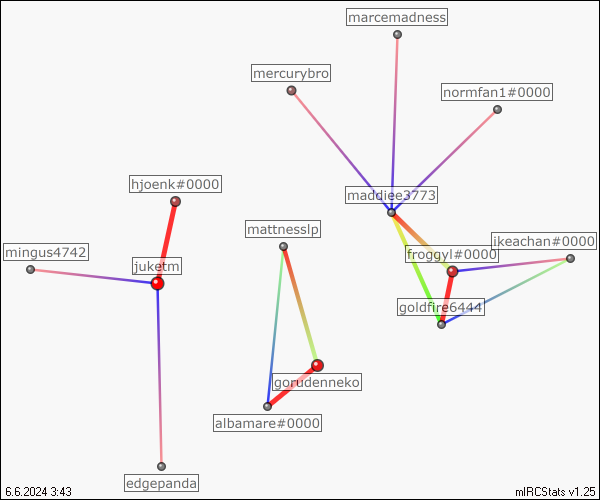 marcemadness
mercurybro
normfan1#0000
hjoenk#0000
maddiee3773
mattnesslp
ikeachan#0000
mingus4742
froggyl#0000
juketm
goldfire6444
gorudenneko
albamare#0000
edgepanda
6.6.2024 3:43
mIRCStats v1.25